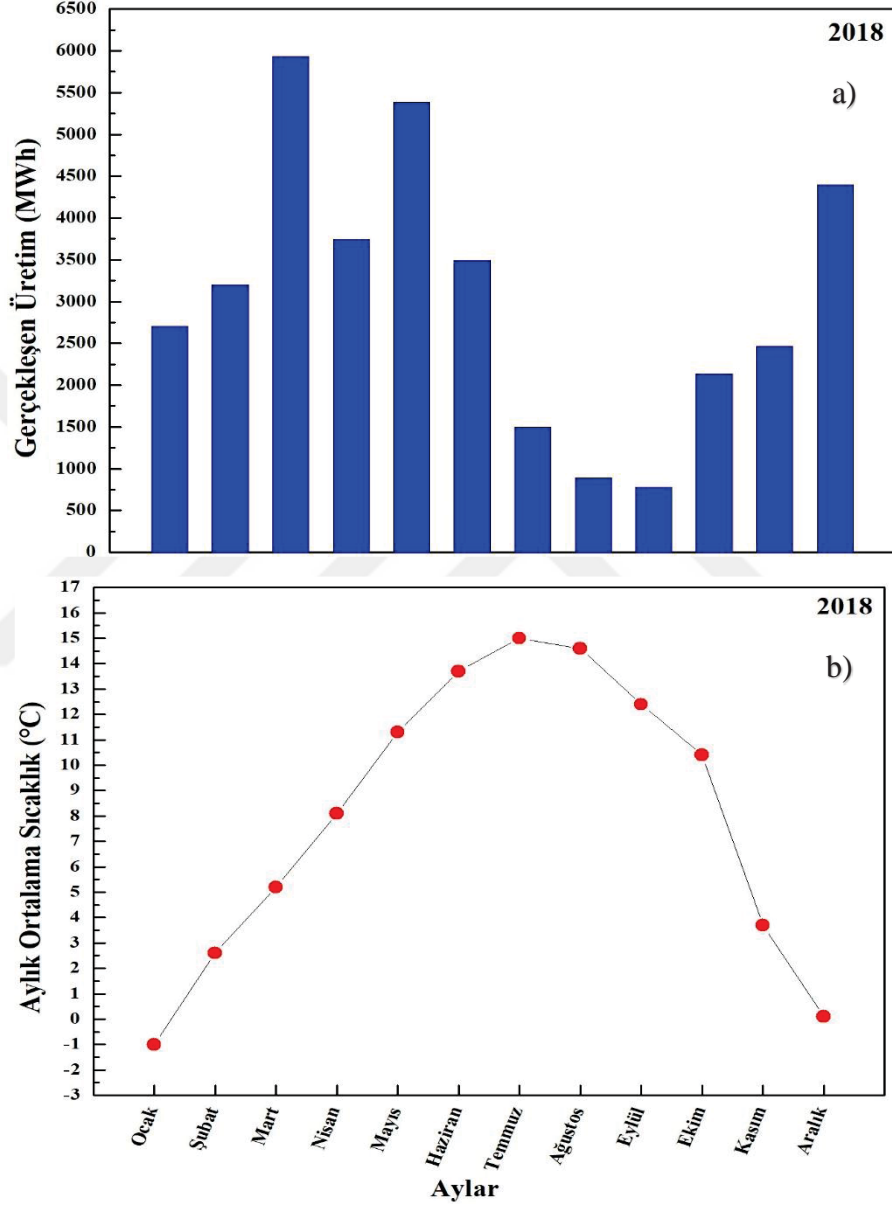 2018
a)
Gerçekleşen Üretim (MWh)
6500
6000
5500
5000
4500
4000
3500
3000
2500
2000
1500
1000
500
0
2018
b)
Aylık Ortalama Sıcaklık (°C)
17
16
15
14
13
12
11
10
9
8
7
6
5
4
3
2
1
0
-1
-2
-3
Ocak
Şubat
Mart
Nisan
Mayıs
Haziran
Temmuz
Ağustos
Eylül
Ekim
Kasım
Aralık
Aylar